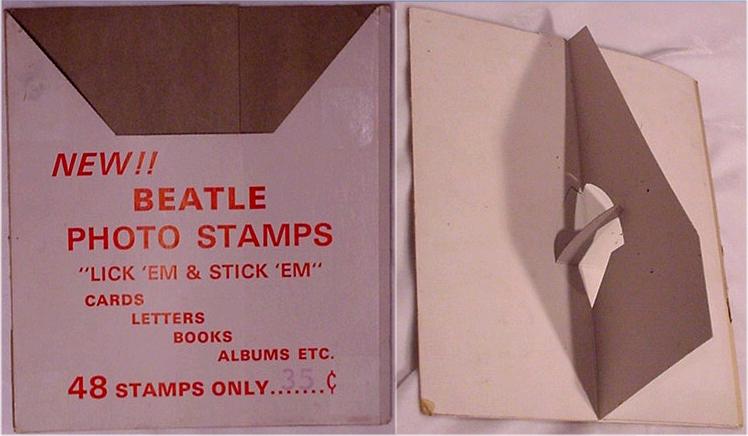 NEW!!
BEATLE
PHOTO STAMPS
"LICK 'EM & STICK 'EM"
CARDS
LETTERS
BOOKS
ALBUMS ETC.
48 STAMPS ONLY.......35¢